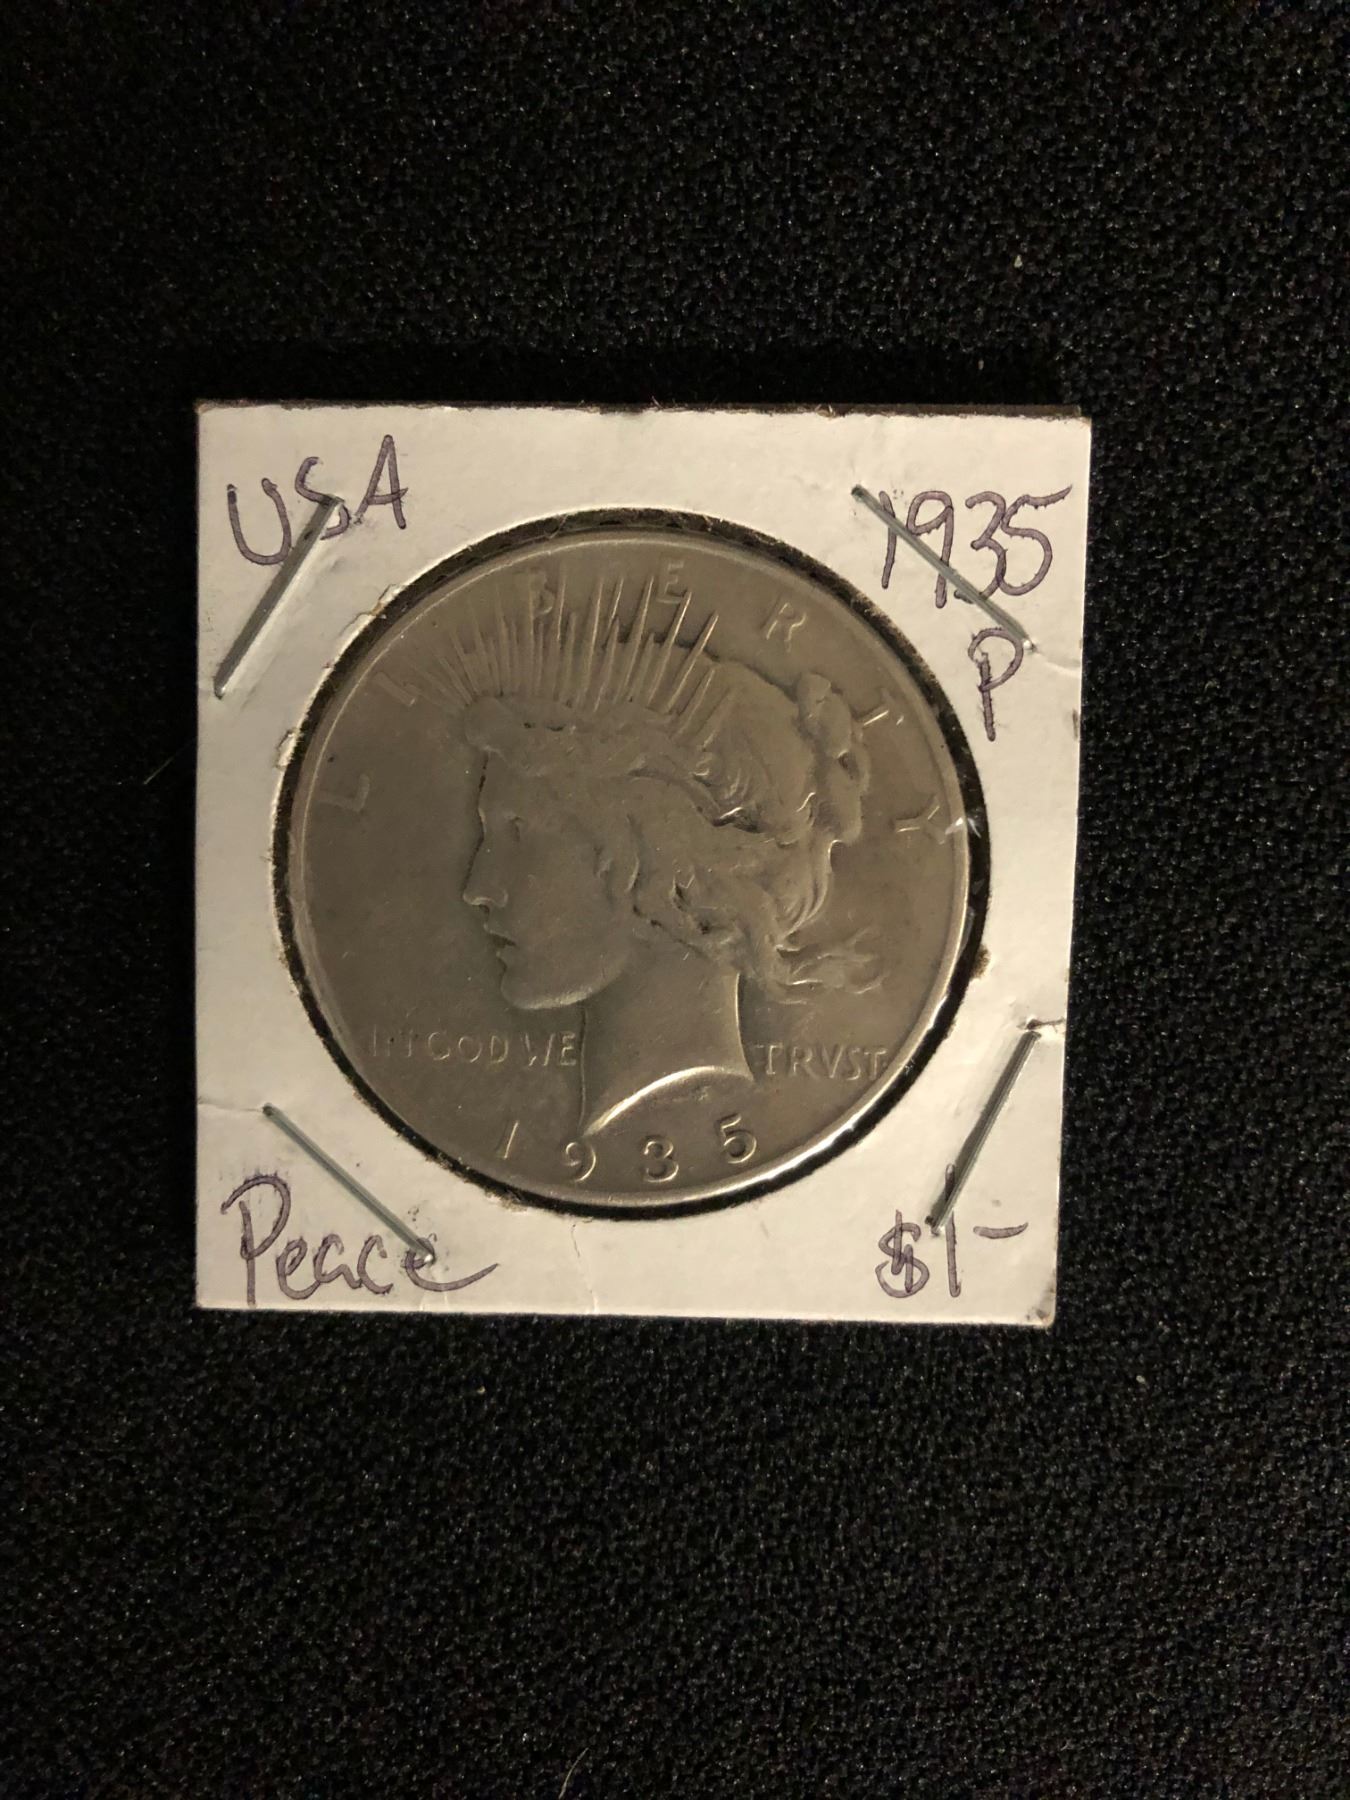 USA
1935
P
LIBERTY
IN GOD WE TRVST
1935
Peace
$1-